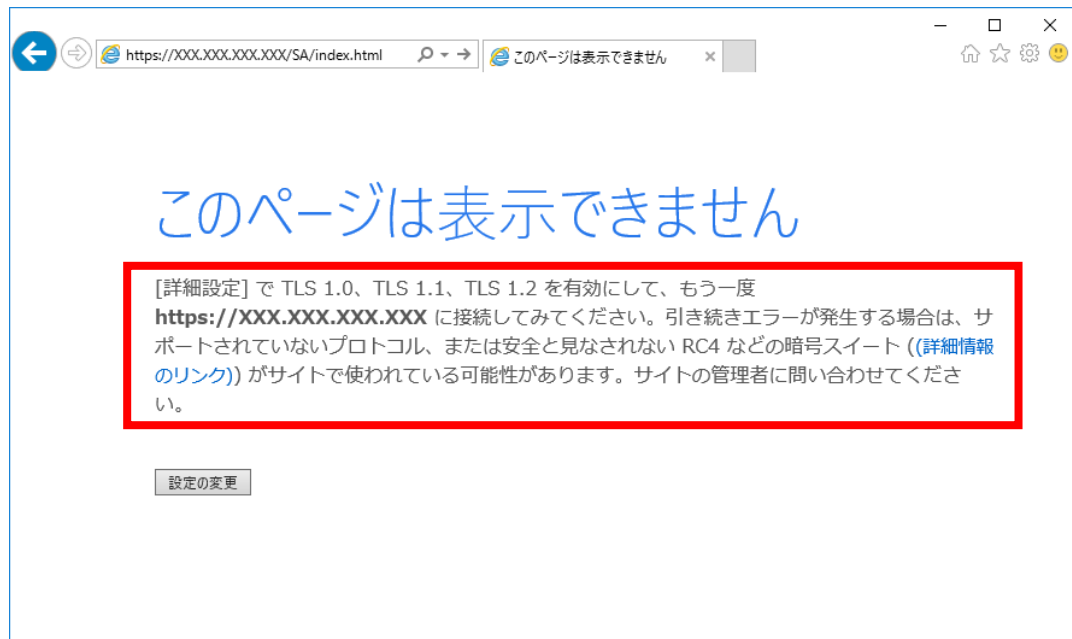 https://XXX.XXX.XXX.XXX/SA/index.html
このページは表示できません
このページは表示できません
[詳細設定] で TLS 1.0、TLS 1.1、TLS 1.2 を有効にして、もう一度
https://XXX.XXX.XXX.XXX に接続してみてください。引き続きエラーが発生する場合は、サ
ポートされていないプロトコル、または安全と見なされない RC4 などの暗号スイート ((詳細情報
のリンク)) がサイトで使われている可能性があります。サイトの管理者に問い合わせてくださ
い。
設定の変更